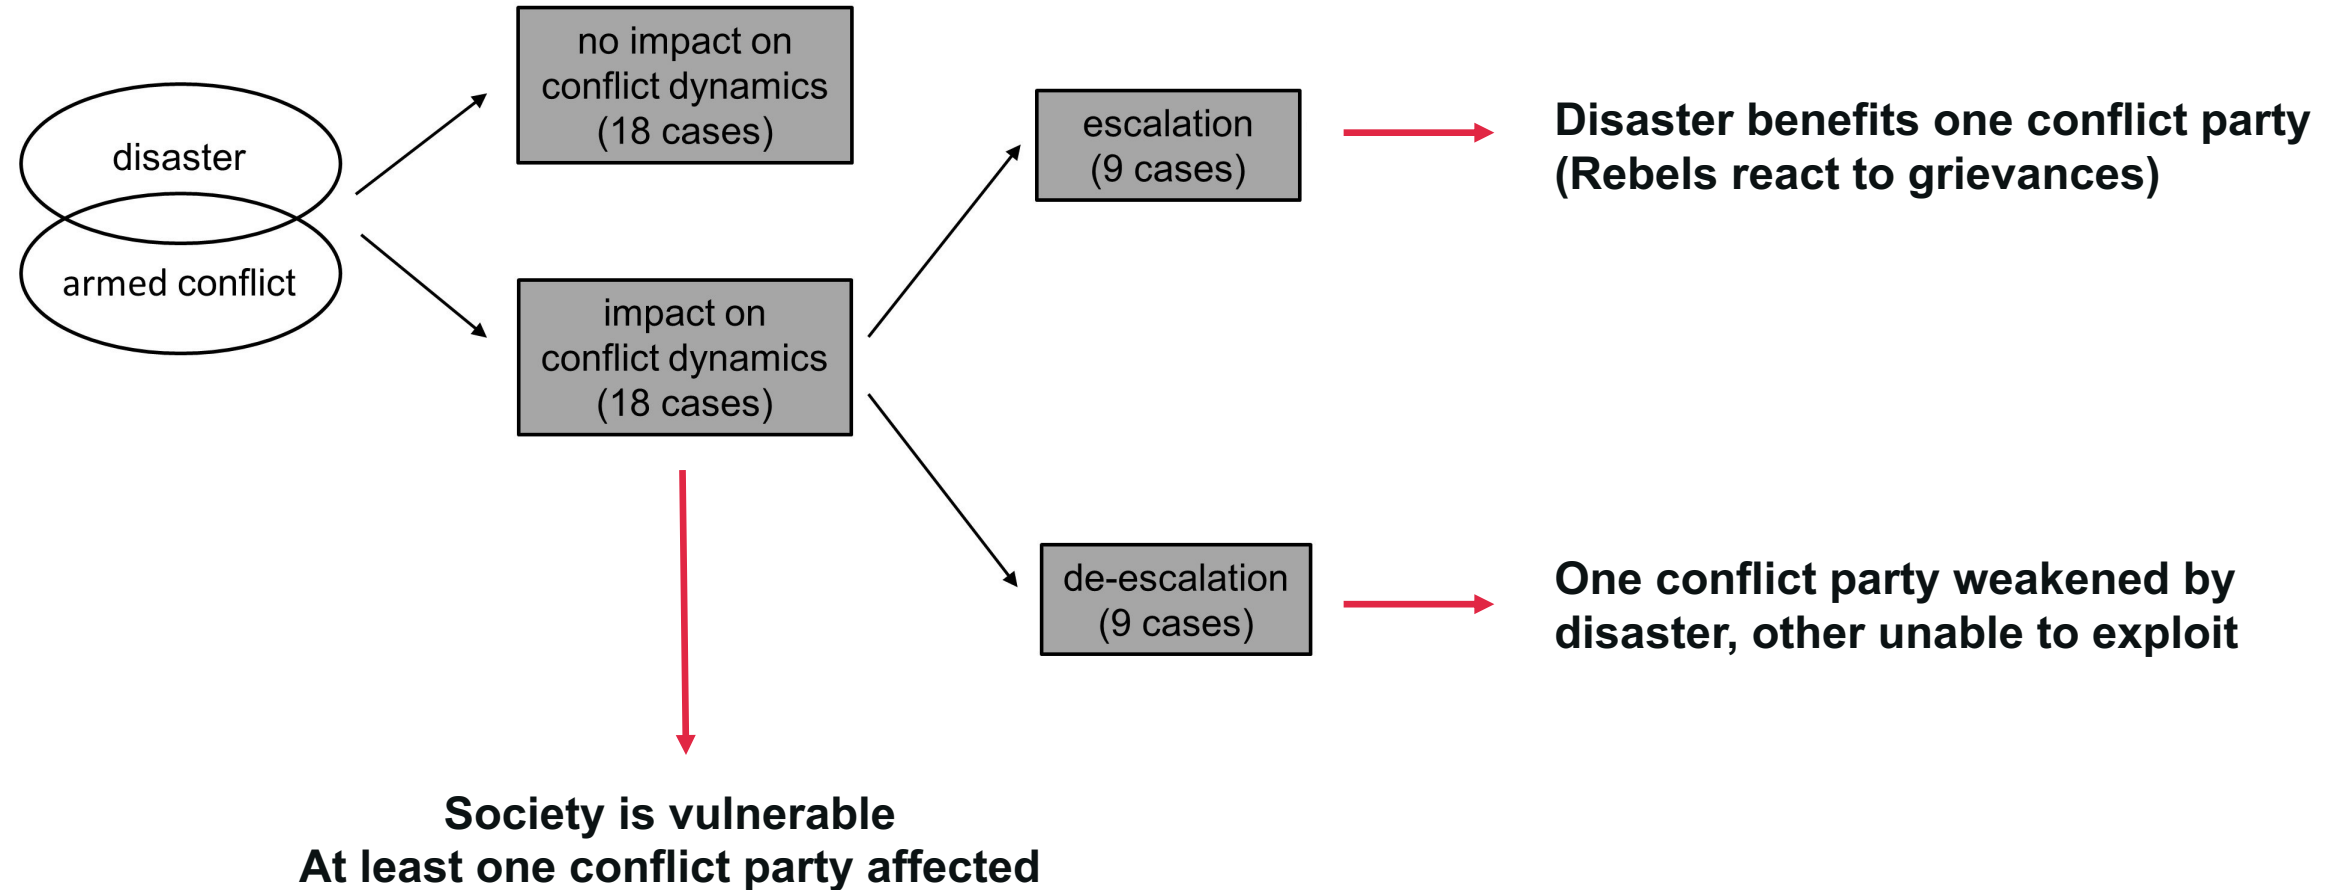 disaster
armed conflict
no impact on
conflict dynamics
(18 cases)
impact on
conflict dynamics
(18 cases)
escalation
(9 cases)
de-escalation
(9 cases)
Disaster benefits one conflict party
(Rebels react to grievances)
One conflict party weakened by
disaster, other unable to exploit
Society is vulnerable
At least one conflict party affected